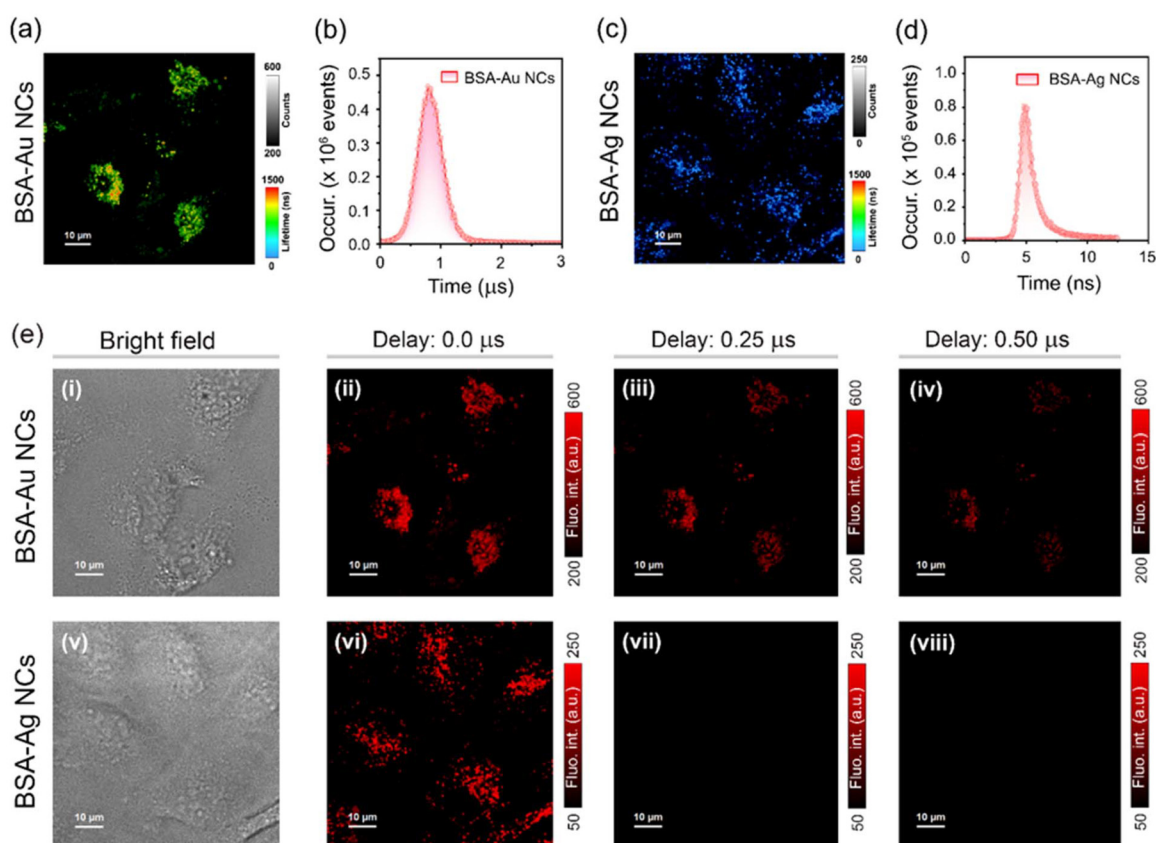 (a)
BSA-Au NCs
10 μm
600
Counts
200
1500
Lifetime (ns)
0
(b)
Occur. (x 10⁶ events)
0.5
0.4
0.3
0.2
0.1
0.0
BSA-Au NCs
0 1 2 3
Time (μs)
(c)
BSA-Ag NCs
10 μm
250
Counts
0
1500
Lifetime (ns)
0
(d)
Occur. (x 10⁵ events)
1.0
0.8
0.6
0.4
0.2
0.0
BSA-Ag NCs
0 5 10 15
Time (ns)
(e)
Bright field
Delay: 0.0 μs
Delay: 0.25 μs
Delay: 0.50 μs
BSA-Au NCs
(i)
10 μm
(ii)
10 μm
600
Fluo. int. (a.u.)
200
(iii)
10 μm
600
Fluo. int. (a.u.)
200
(iv)
10 μm
600
Fluo. int. (a.u.)
200
BSA-Ag NCs
(v)
10 μm
(vi)
10 μm
250
Fluo. int. (a.u.)
50
(vii)
10 μm
250
Fluo. int. (a.u.)
50
(viii)
10 μm
250
Fluo. int. (a.u.)
50